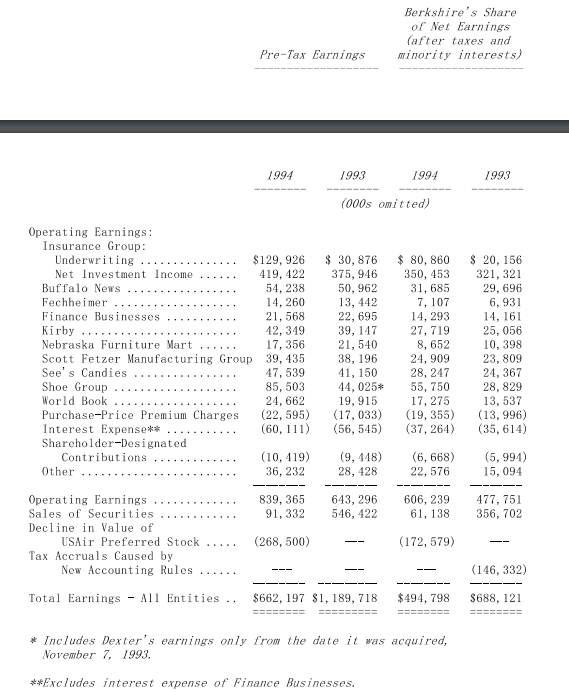 Berkshire's Share
of Net Earnings
(after taxes and
Pre-Tax Earnings minority interests)
------------------- -------------------
1994 1993 1994 1993
-------- -------- -------- --------
(000s omitted)
Operating Earnings:
Insurance Group:
Underwriting ............... $129,926 $ 30,876 $ 80,860 $ 20,156
Net Investment Income ...... 419,422 375,946 350,453 321,321
Buffalo News ................. 54,238 50,962 31,685 29,696
Fechheimer ................... 14,260 13,442 7,107 6,931
Finance Businesses ........... 21,568 22,695 14,293 14,161
Kirby ........................ 42,349 39,147 27,719 25,056
Nebraska Furniture Mart ...... 17,356 21,540 8,652 10,398
Scott Fetzer Manufacturing Group 39,435 38,196 24,909 23,809
See's Candies ................ 47,539 41,150 28,247 24,367
Shoe Group ................... 85,503 44,025* 55,750 28,829
World Book ................... 24,662 19,915 17,275 13,537
Purchase-Price Premium Charges (22,595) (17,033) (19,355) (13,996)
Interest Expense** ........... (60,111) (56,545) (37,264) (35,614)
Shareholder-Designated
Contributions ............. (10,419) (9,448) (6,668) (5,994)
Other ........................ 36,232 28,428 22,576 15,094
-------- -------- -------- --------
Operating Earnings ............. 839,365 643,296 606,239 477,751
Sales of Securities ............ 91,332 546,422 61,138 356,702
Decline in Value of
USAir Preferred Stock ..... (268,500) --- (172,579) ---
Tax Accruals Caused by
New Accounting Rules ...... --- --- --- (146,332)
-------- --------- -------- --------
Total Earnings - All Entities .. $662,197 $1,189,718 $494,798 $688,121
======== ========= ======== ========
* Includes Dexter's earnings only from the date it was acquired,
November 7, 1993.
**Excludes interest expense of Finance Businesses.